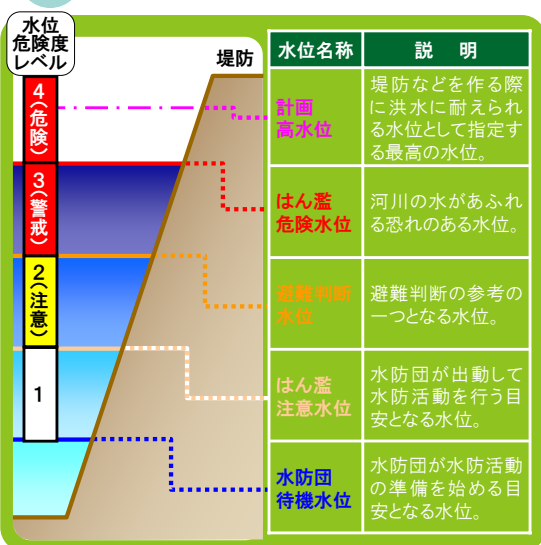 水位
危険度
レベル
堤防
4(危険)
3(警戒)
2(注意)
1
水位名称
説 明
計画
高水位
堤防などを作る際
に洪水に耐えられ
る水位として指定す
る最高の水位。
はん濫
危険水位
河川の水があふれ
る恐れのある水位。
避難判断
水位
避難判断の参考の
一つとなる水位。
はん濫
注意水位
水防団が出動して
水防活動を行う目
安となる水位。
水防団
待機水位
水防団が水防活動
の準備を始める目
安となる水位。